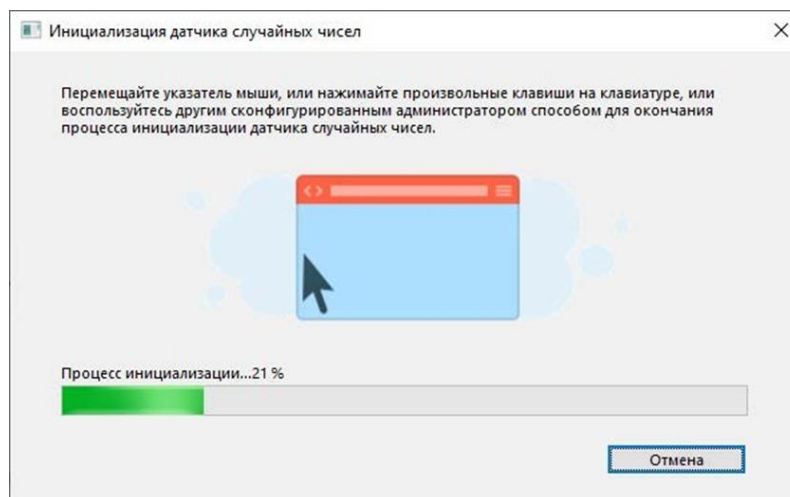 Инициализация датчика случайных чисел
Перемещайте указатель мыши, или нажимайте произвольные клавиши на клавиатуре, или
воспользуйтесь другим сконфигурированным администратором способом для окончания
процесса инициализации датчика случайных чисел.
Процесс инициализации...21 %
Отмена